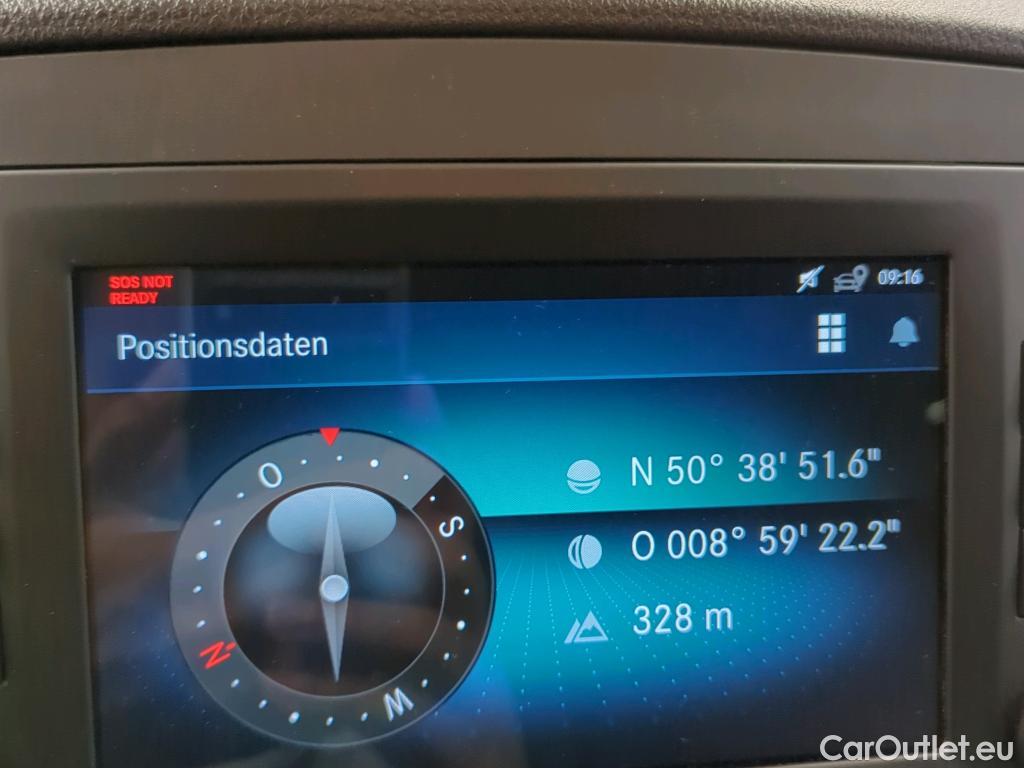 SOS NOT
READY
09:16
Positionsdaten
O
S
N
W
N 50° 38' 51.6"
O 008° 59' 22.2"
328 m
CarOutlet.eu